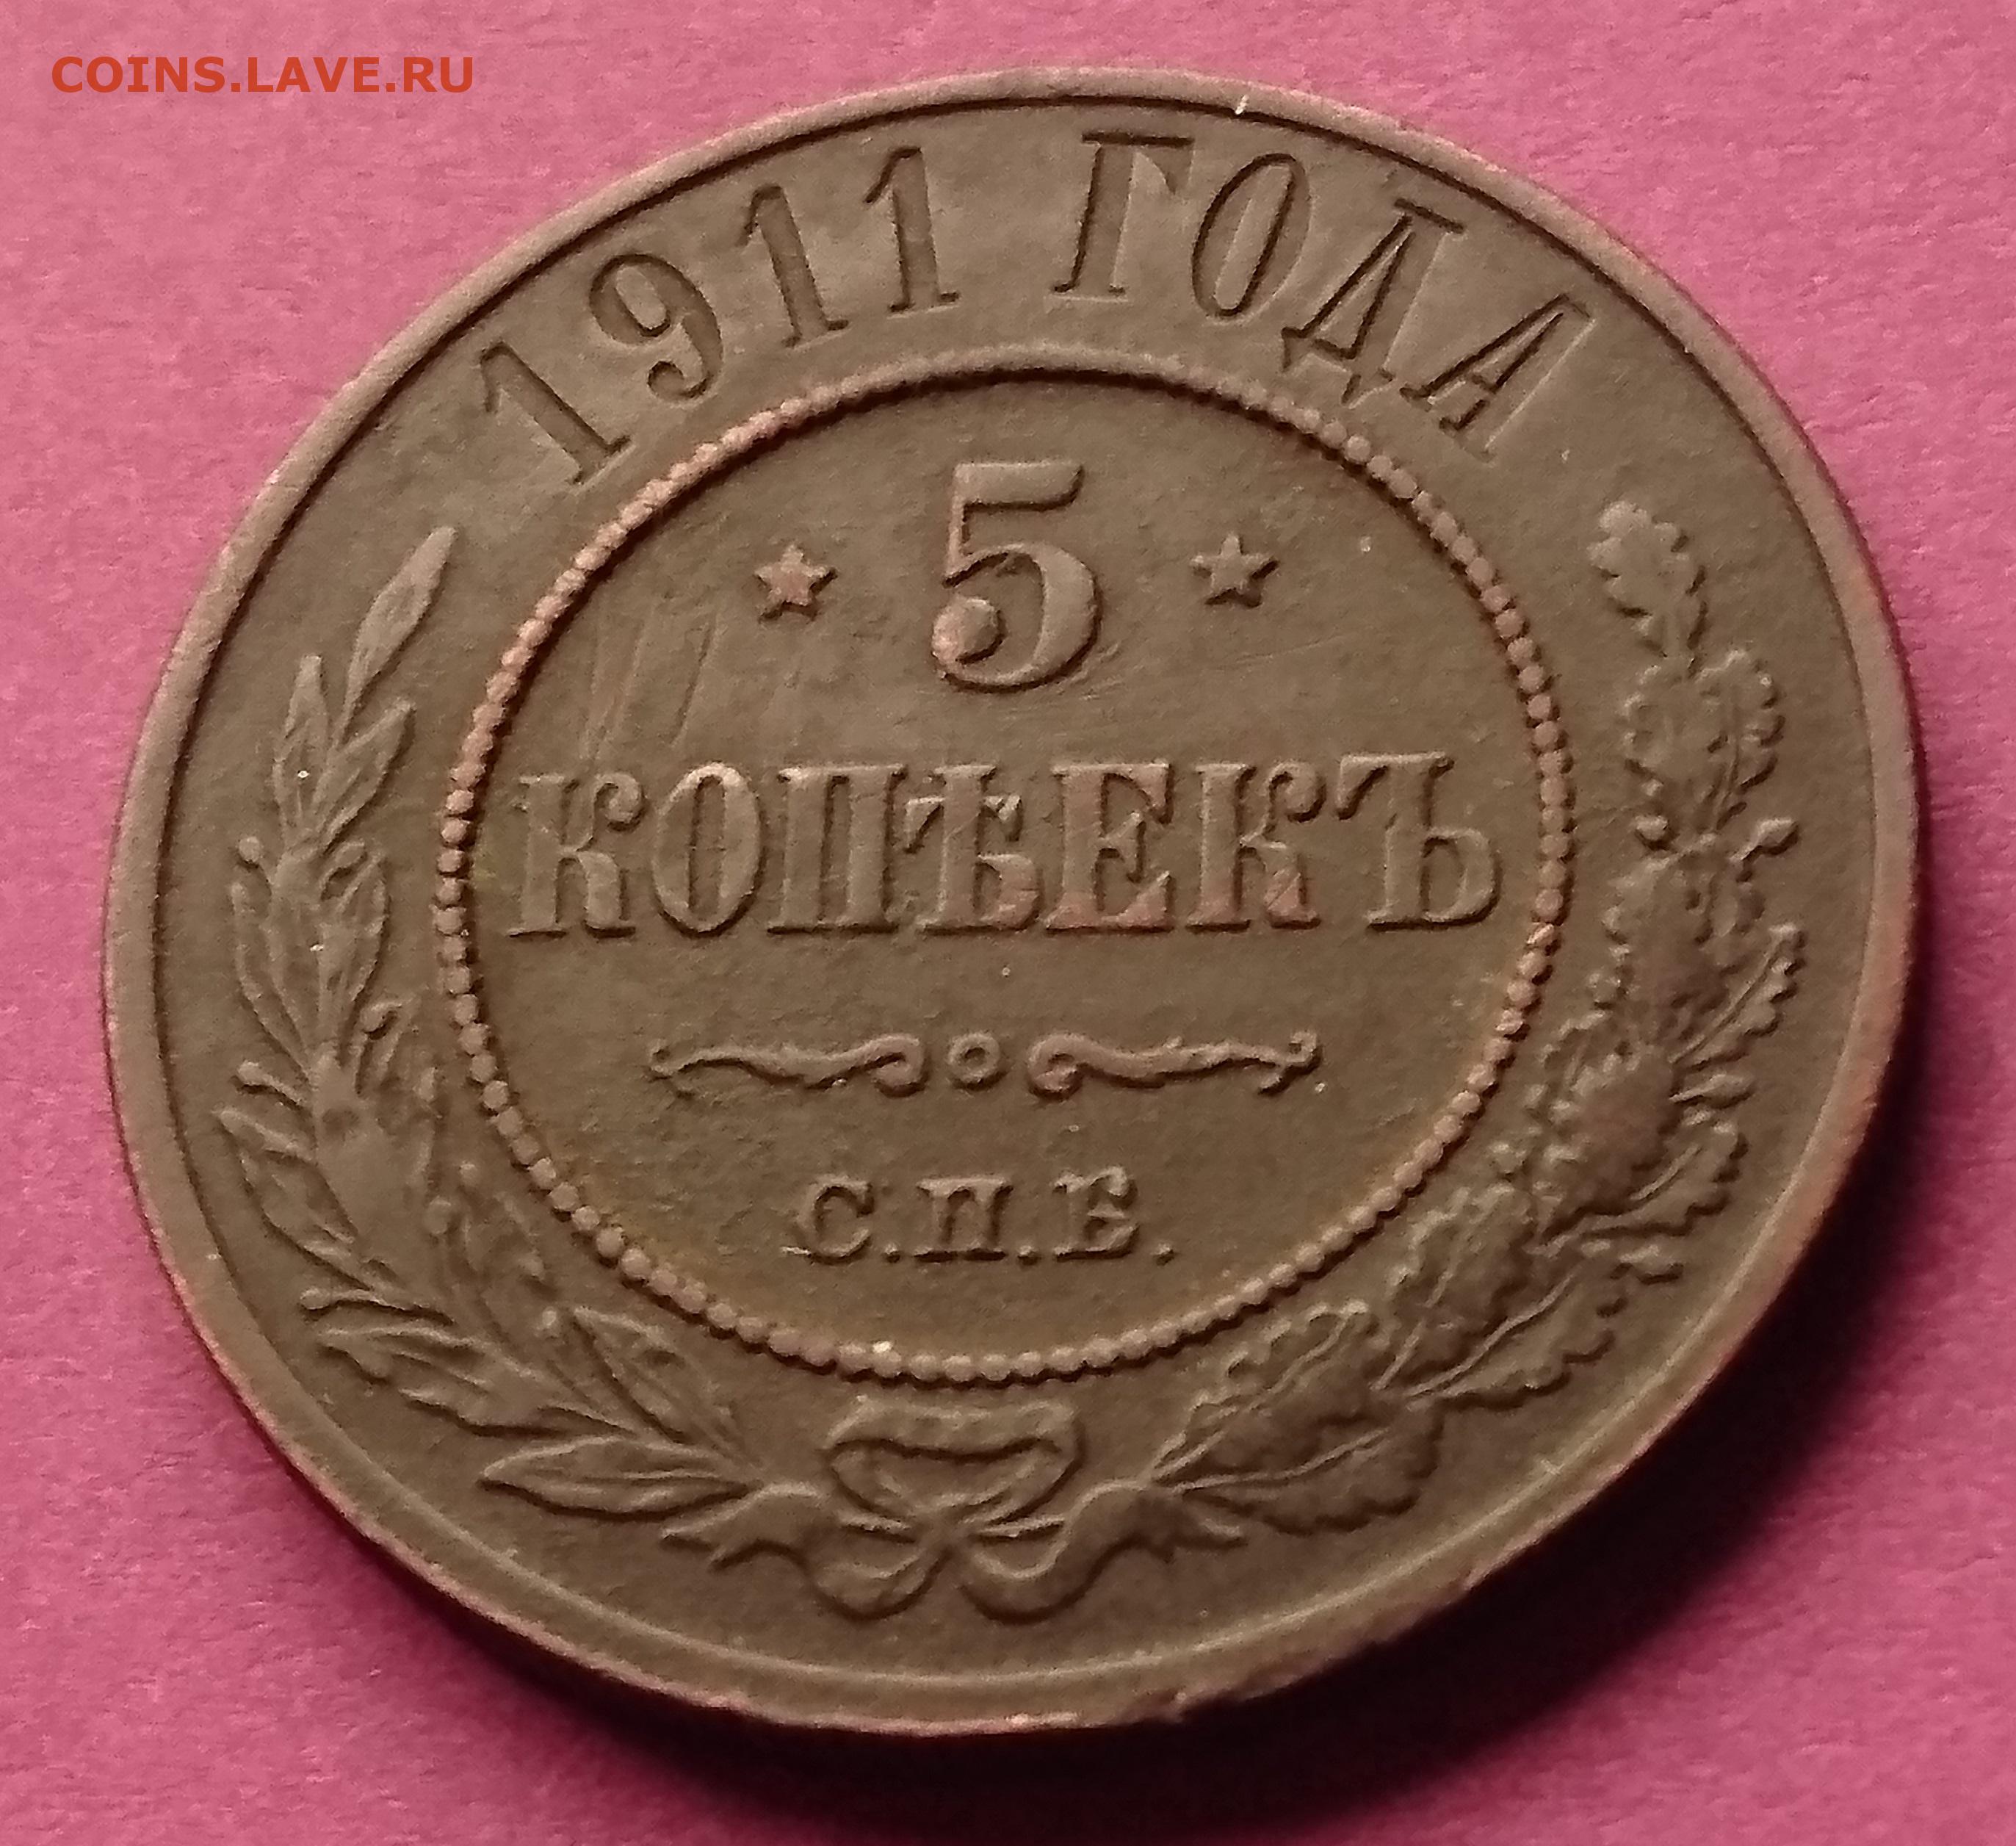 COINS.LAVE.RU
1911 ГОДА
★ 5 ★
КОПѢЕКЪ
С.П.Б.